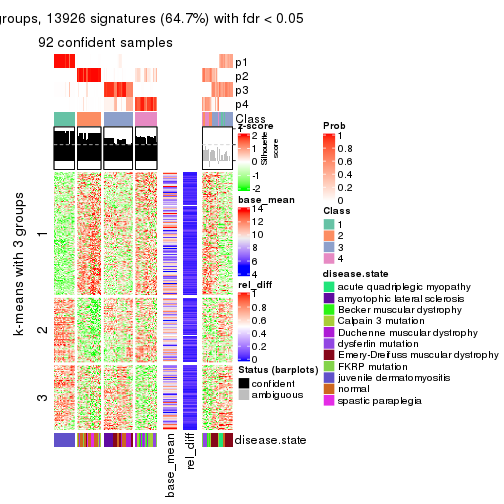 groups, 13926 signatures (64.7%) with fdr < 0.05
92 confident samples
p1
p2
p3
p4
Class
Silhouette
score
k-means with 3 groups
1
2
3
base_mean
rel_diff
disease.state
z-score
2
1
0
-1
-2
base_mean
14
12
10
8
6
4
rel_diff
1
0.8
0.6
0.4
0.2
0
Status (barplots)
confident
ambiguous
Prob
1
0.8
0.6
0.4
0.2
0
Class
1
2
3
4
disease.state
acute quadriplegic myopathy
amyotophic lateral sclerosis
Becker muscular dystrophy
Calpain 3 mutation
Duchenne muscular dystrophy
dysferlin mutation
Emery-Dreifuss muscular dystrophy
FKRP mutation
juvenile dermatomyositis
normal
spastic paraplegia